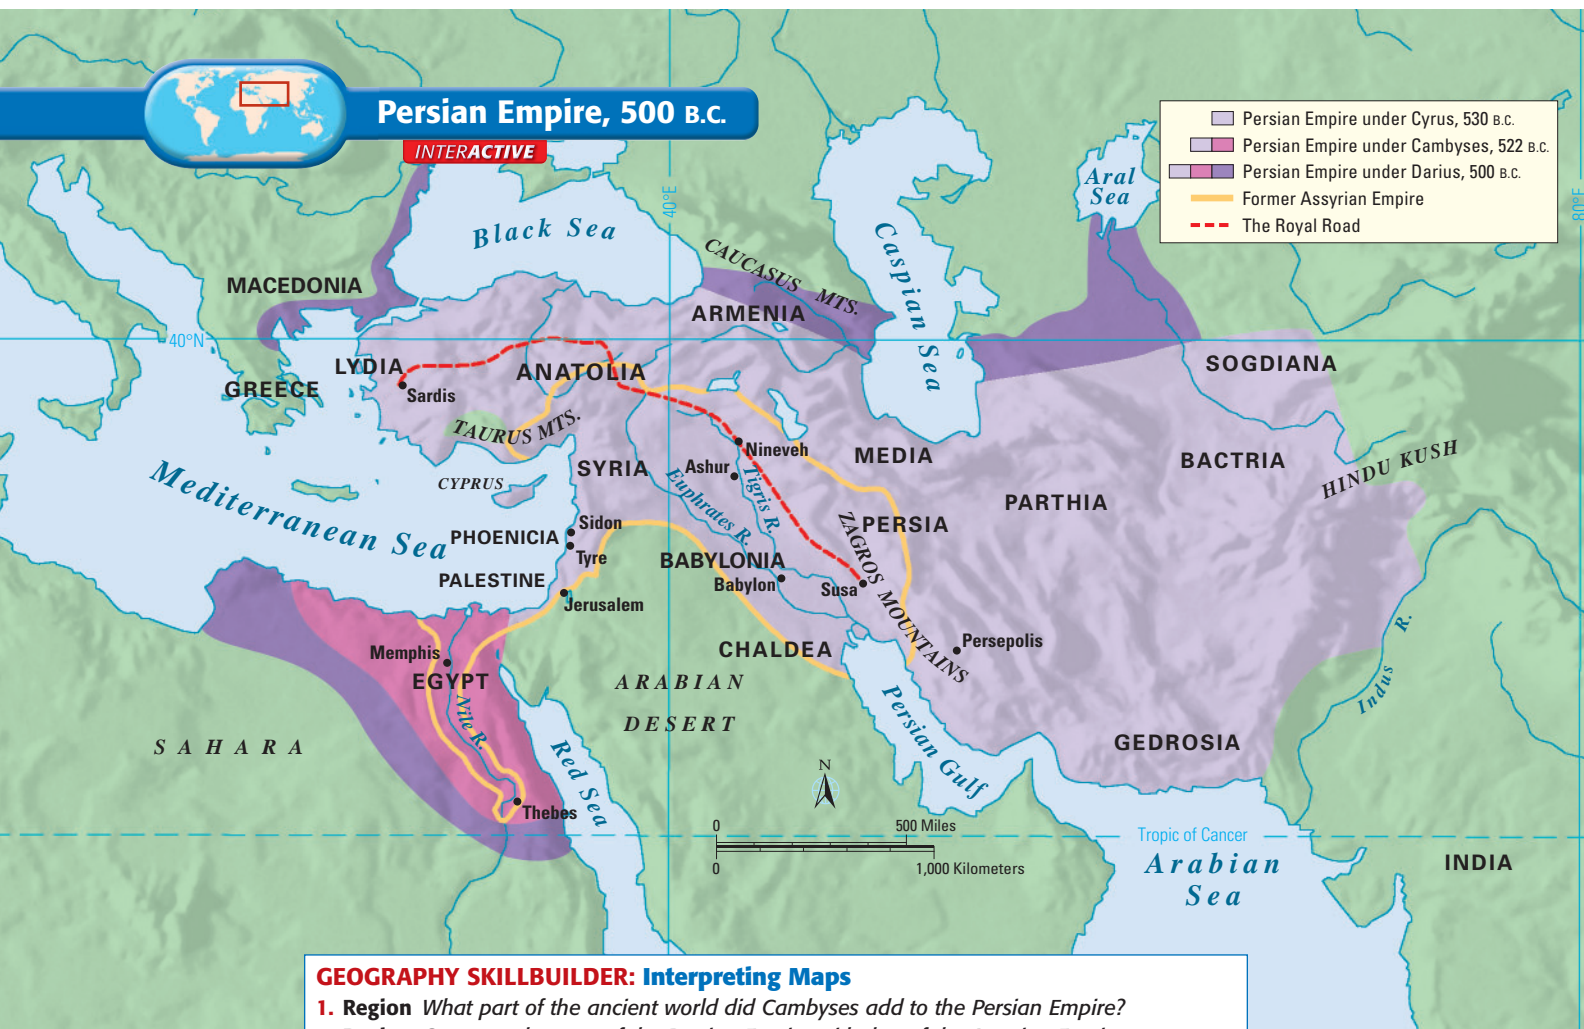 Persian Empire, 500 B.C.
INTERACTIVE
Persian Empire under Cyrus, 530 B.C.
Persian Empire under Cambyses, 522 B.C.
Persian Empire under Darius, 500 B.C.
Former Assyrian Empire
The Royal Road
40°E
80°E
Aral
Sea
Black Sea
Caspian Sea
CAUCASUS MTS.
MACEDONIA
ARMENIA
40°N
LYDIA
ANATOLIA
SOGDIANA
GREECE
Sardis
TAURUS MTS.
Nineveh
MEDIA
BACTRIA
HINDU KUSH
SYRIA
Ashur
Mediterranean Sea
CYPRUS
Euphrates R.
Tigris R.
PARTHIA
ZAGROS MOUNTAINS
PERSIA
Sidon
PHOENICIA
Tyre
BABYLONIA
Babylon
Susa
PALESTINE
Jerusalem
CHALDEA
Persepolis
Indus R.
Memphis
EGYPT
Nile R.
ARABIAN
DESERT
Persian Gulf
GEDROSIA
SAHARA
Red Sea
N
Thebes
0 500 Miles
0 1,000 Kilometers
Tropic of Cancer
Arabian
Sea
INDIA
GEOGRAPHY SKILLBUILDER: Interpreting Maps
1. Region What part of the ancient world did Cambyses add to the Persian Empire?